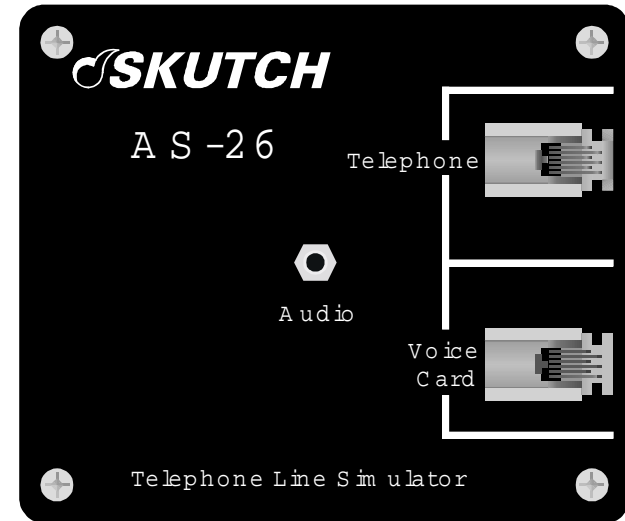 SKUTCH
AS-26
Telephone
Audio
Voice
Card
Telephone Line Simulator